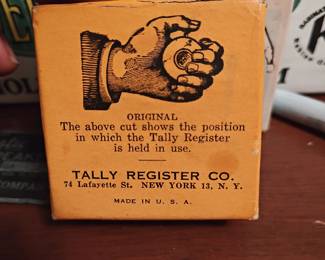 ORIGINAL
The above cut shows the position
in which the Tally Register
is held in use.
TALLY REGISTER CO.
74 Lafayette St. NEW YORK 13, N. Y.
MADE IN U. S. A.